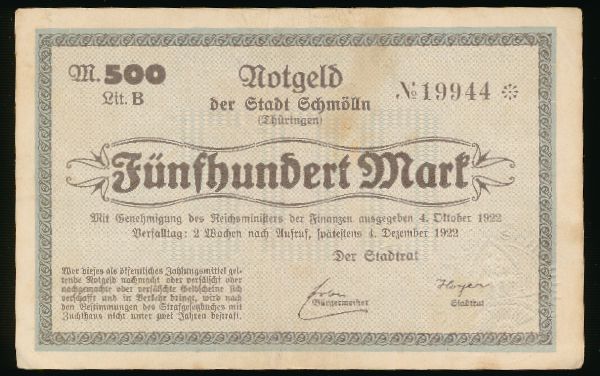 M. 500
Lit. B
Notgeld
der Stadt Schmölln
(Thüringen)
№ 19944 *
Fünfhundert Mark
Mit Genehmigung des Reichsministers der Finanzen ausgegeben 4. Oktober 1922
Verfalltag: 2 Wochen nach Aufruf, spätestens 4. Dezember 1922
Der Stadtrat
Wer dieses als öffentliches Zahlungsmittel gel-
tende Notgeld nachmacht oder verfälscht oder
nachgemachte oder verfälschte Geldscheine sich
verschafft und in Verkehr bringt, wird nach
den Bestimmungen des Strafgesetzbuches mit
Zuchthaus nicht unter zwei Jahren bestraft.
Bürgermeister
Stadtrat